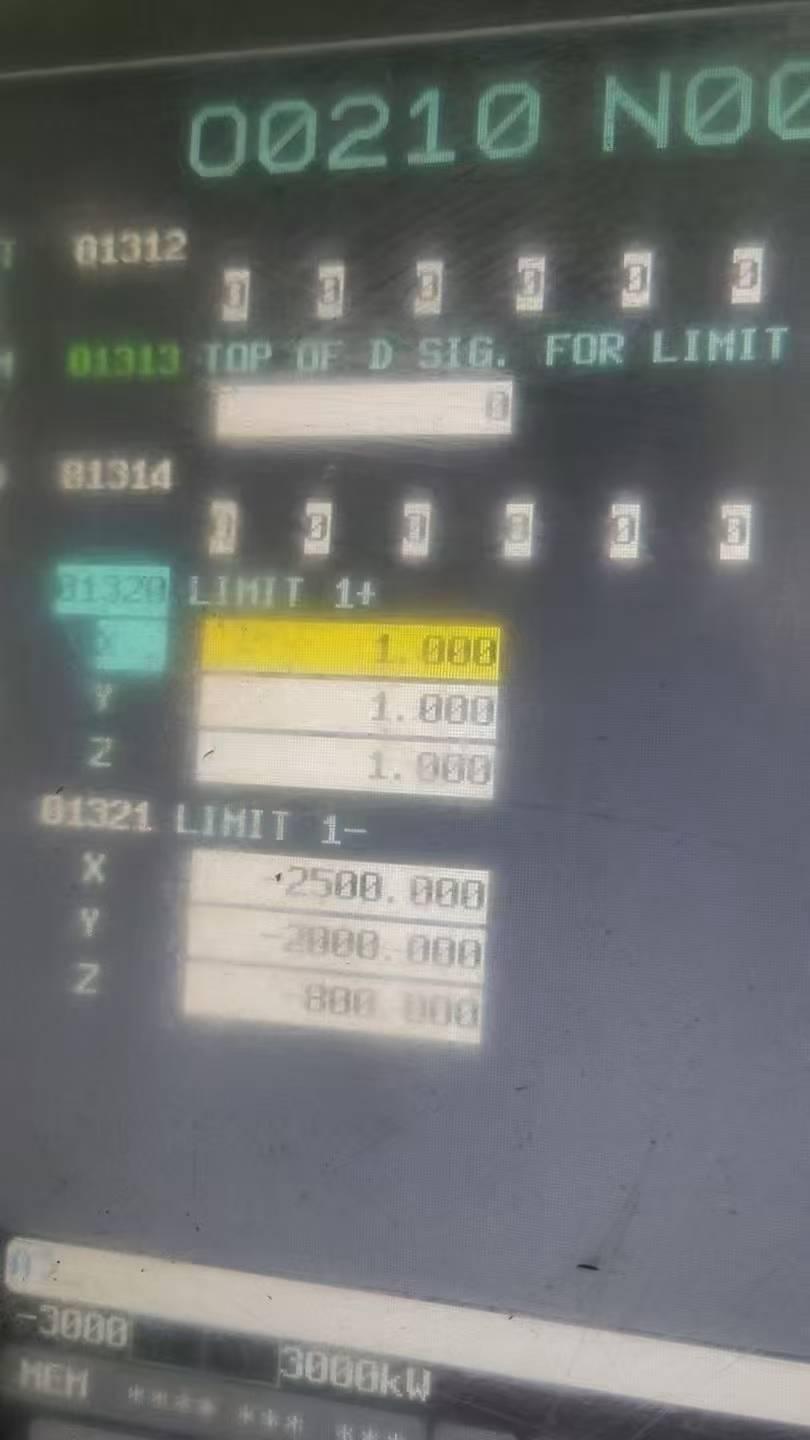 O0210 N00
01312
0 0 0 0 0 0
01313 TOP OF D SIG. FOR LIMIT
0
01314
0 0 0 0 0 0
01320 LIMIT 1+
X 1.000
Y 1.000
Z 1.000
01321 LIMIT 1-
X -2500.000
Y -2000.000
Z 800.000
-3000 3000kW
MEM **** *** ***